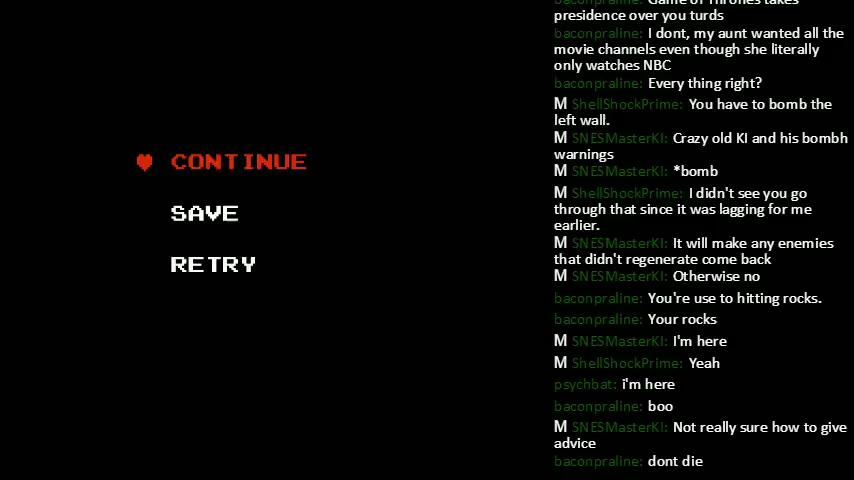 CONTINUE
SAVE
RETRY
baconpraline: Game of Thrones takes
presidence over you turds
baconpraline: I dont, my aunt wanted all the
movie channels even though she literally
only watches NBC
baconpraline: Every thing right?
M ShellShockPrime: You have to bomb the
left wall.
M SNESMasterKI: Crazy old KI and his bombh
warnings
M SNESMasterKI: *bomb
M ShellShockPrime: I didn't see you go
through that since it was lagging for me
earlier.
M SNESMasterKI: It will make any enemies
that didn't regenerate come back
M SNESMasterKI: Otherwise no
baconpraline: You're use to hitting rocks.
baconpraline: Your rocks
M SNESMasterKI: I'm here
M ShellShockPrime: Yeah
psychbat: i'm here
baconpraline: boo
M SNESMasterKI: Not really sure how to give
advice
baconpraline: dont die